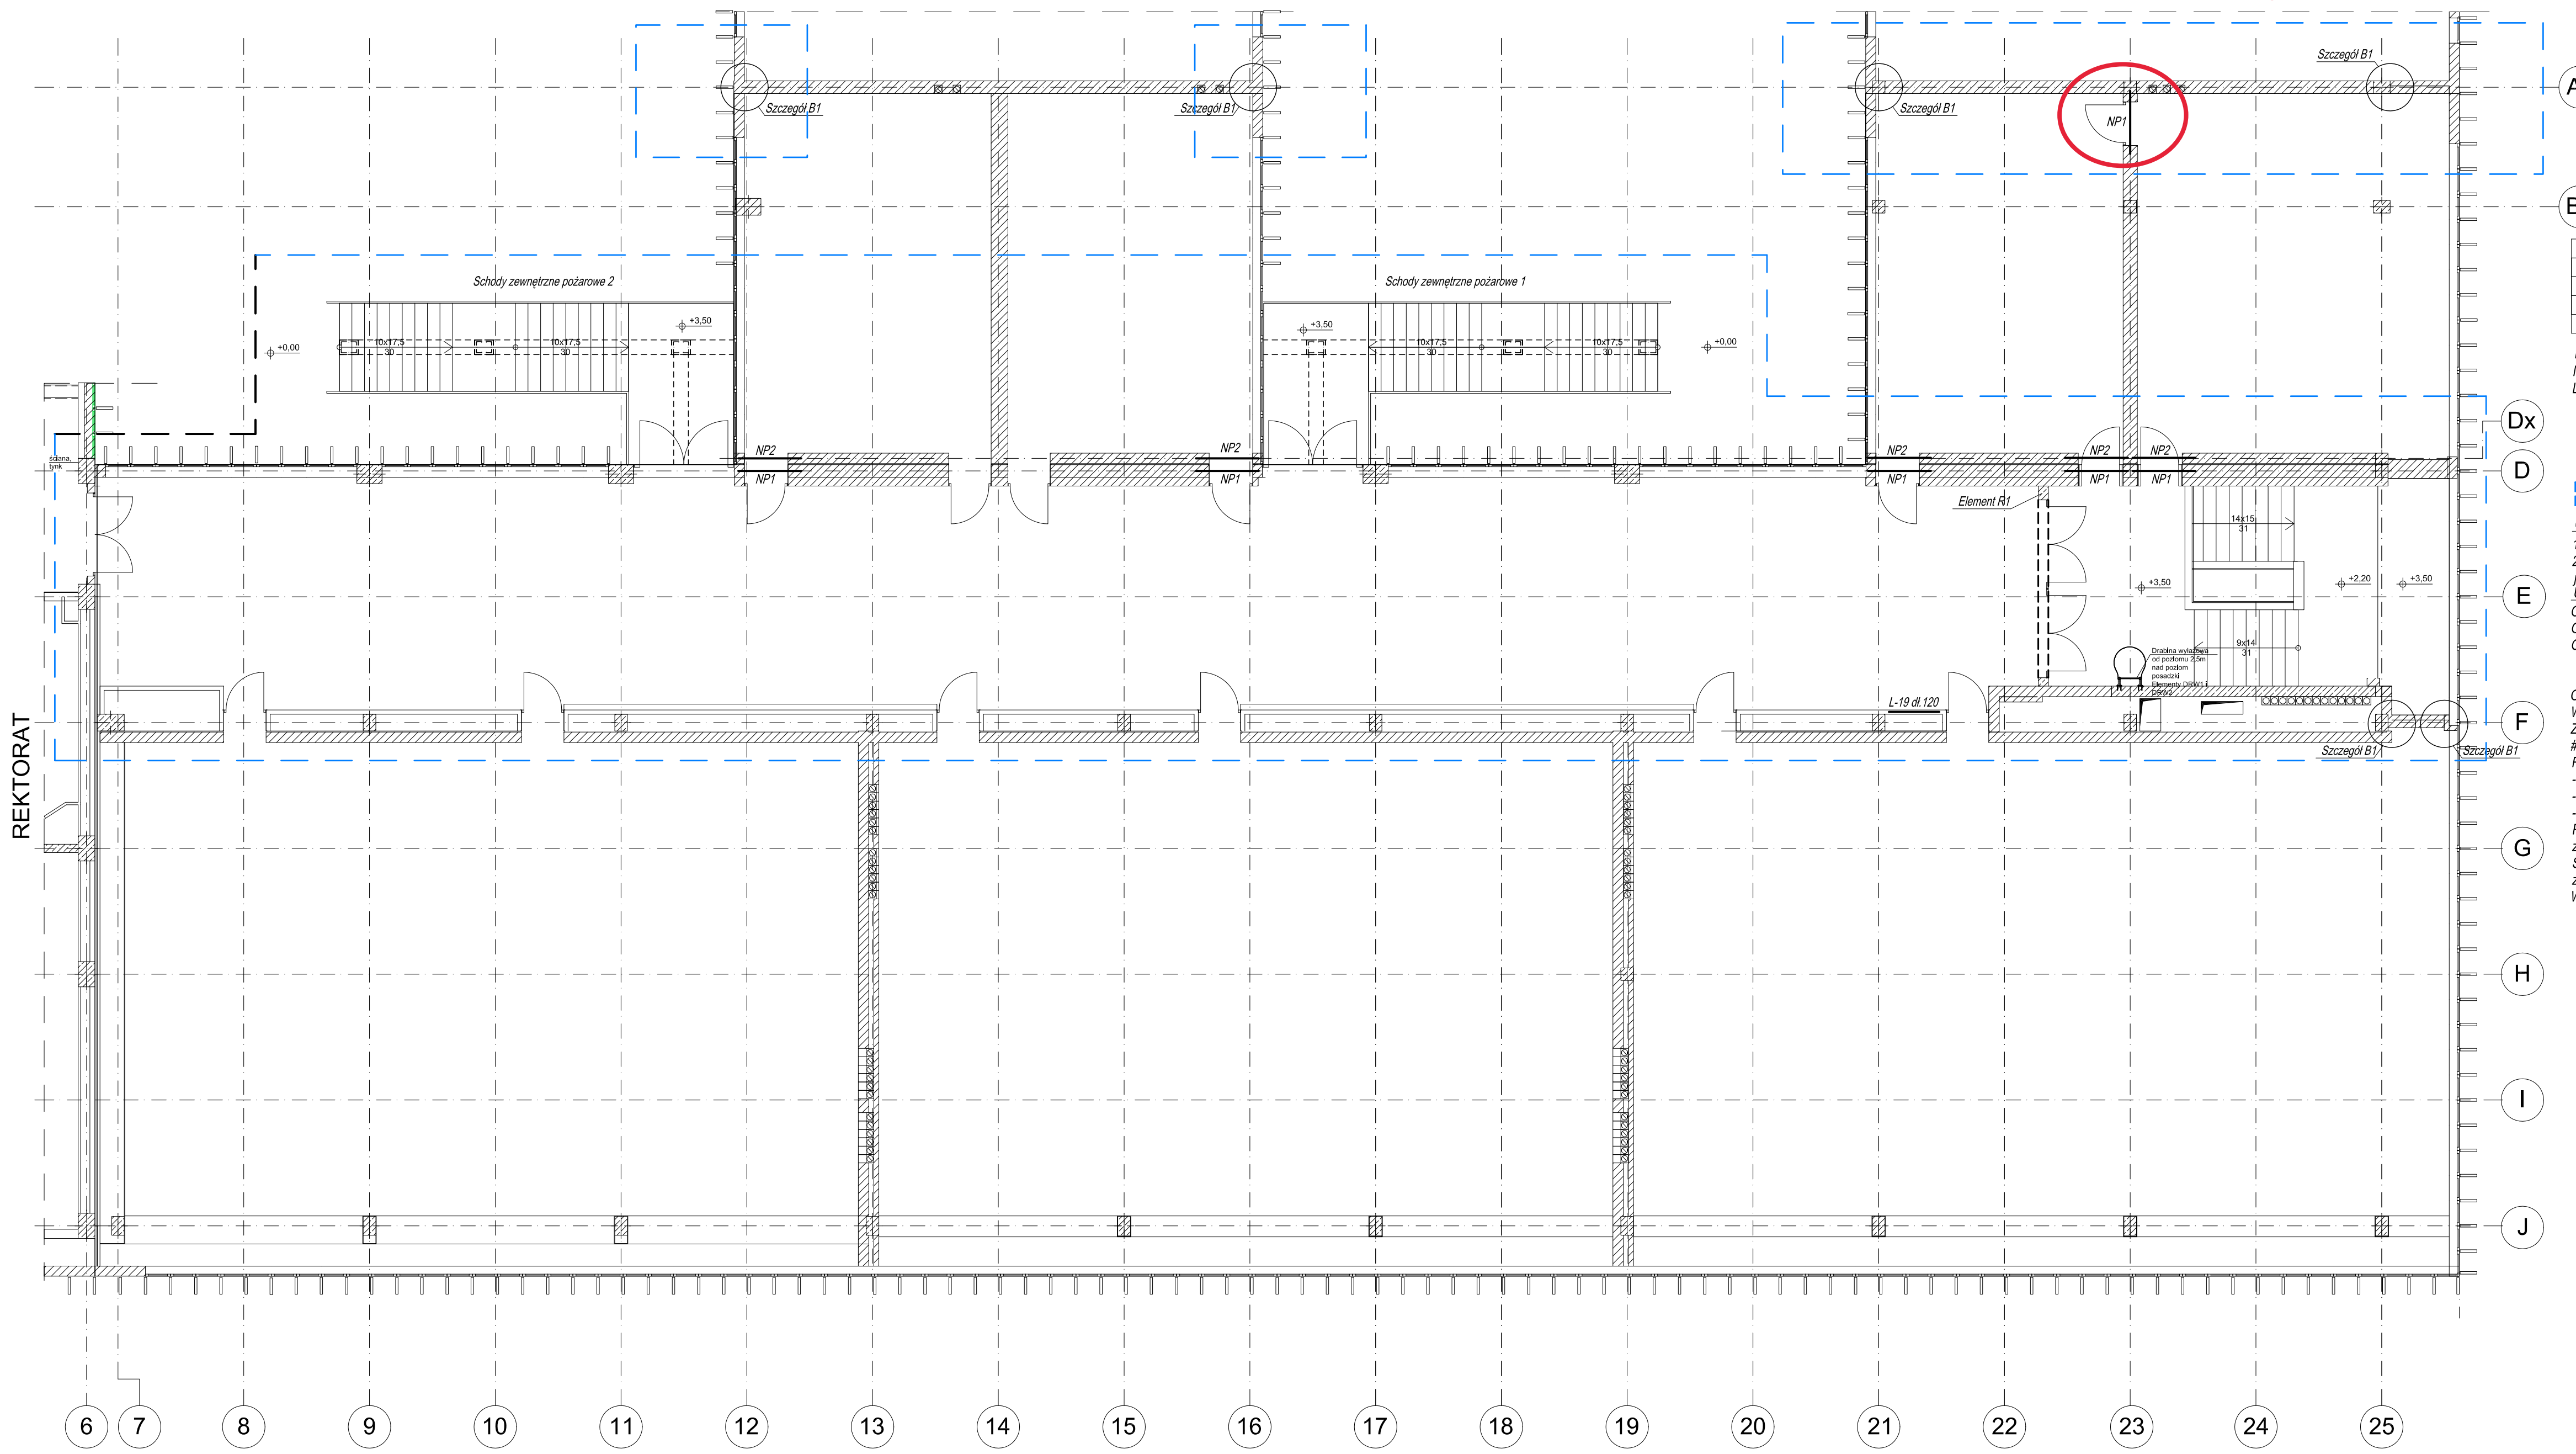 Szczegół B1
A
Szczegół B1
Szczegół B1
Szczegół B1
NP1
B
Schody zewnętrzne pożarowe 2
Schody zewnętrzne pożarowe 1
+3,50
+3,50
+0,00
10x17,5
30
10x17,5
30
10x17,5
30
10x17,5
30
+0,00
Dx
ściana,
tynk
NP2
NP2
NP2
NP2
NP2
D
NP1
NP1
NP1
NP1
NP1
Element R1
14x15
31
+3,50
+2,20
+3,50
E
9x14
31
Drabina wyłazowa
od poziomu 2,5m
nad poziom
posadzki
Elementy DRW1 i
DRW2
L-19 dł.120
F
Szczegół B1
Szczegół B1
REKTORAT
G
H
I
J
6
7
8
9
10
11
12
13
14
15
16
17
18
19
20
21
22
23
24
25